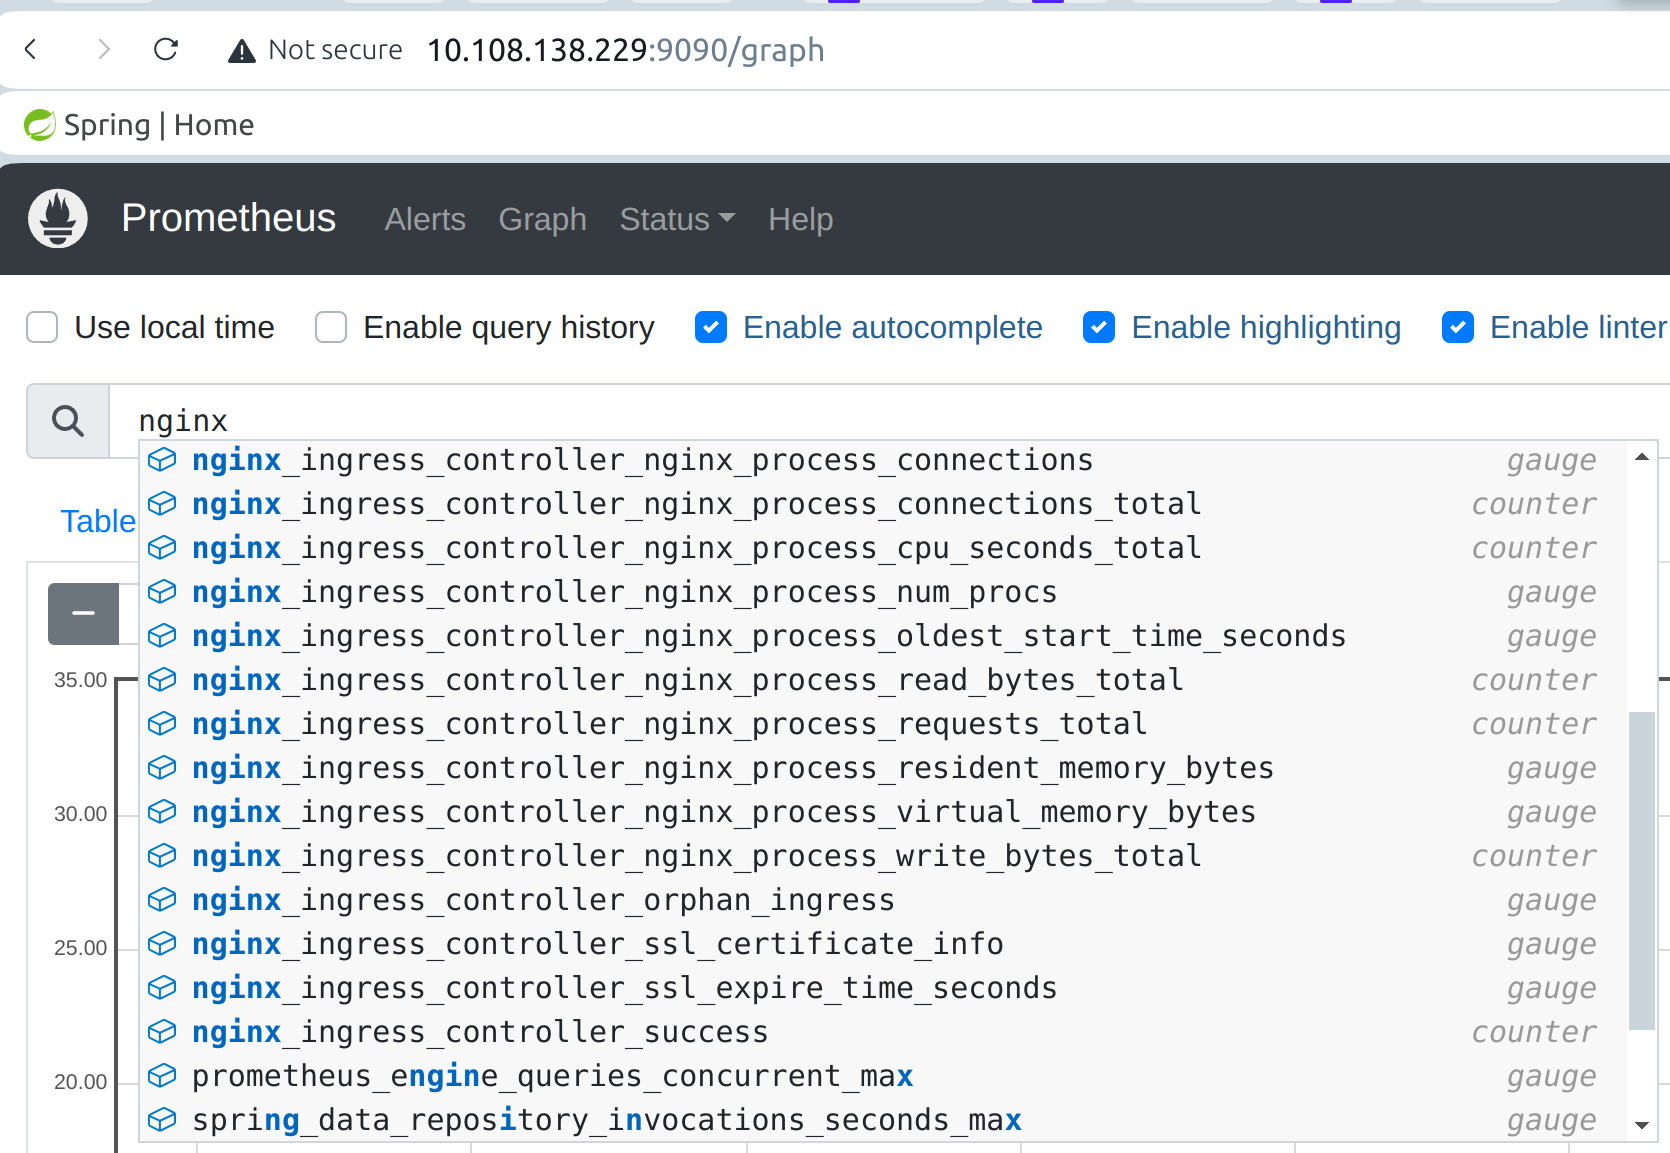 Not secure 10.108.138.229:9090/graph
Spring | Home
Prometheus Alerts Graph Status Help
Use local time Enable query history Enable autocomplete Enable highlighting Enable linter
nginx
nginx_ingress_controller_nginx_process_connections gauge
nginx_ingress_controller_nginx_process_connections_total counter
Table
nginx_ingress_controller_nginx_process_cpu_seconds_total counter
nginx_ingress_controller_nginx_process_num_procs gauge
nginx_ingress_controller_nginx_process_oldest_start_time_seconds gauge
35.00
nginx_ingress_controller_nginx_process_read_bytes_total counter
nginx_ingress_controller_nginx_process_requests_total counter
nginx_ingress_controller_nginx_process_resident_memory_bytes gauge
30.00
nginx_ingress_controller_nginx_process_virtual_memory_bytes gauge
nginx_ingress_controller_nginx_process_write_bytes_total counter
nginx_ingress_controller_orphan_ingress gauge
25.00
nginx_ingress_controller_ssl_certificate_info gauge
nginx_ingress_controller_ssl_expire_time_seconds gauge
nginx_ingress_controller_success counter
20.00
prometheus_engine_queries_concurrent_max gauge
spring_data_repository_invocations_seconds_max gauge